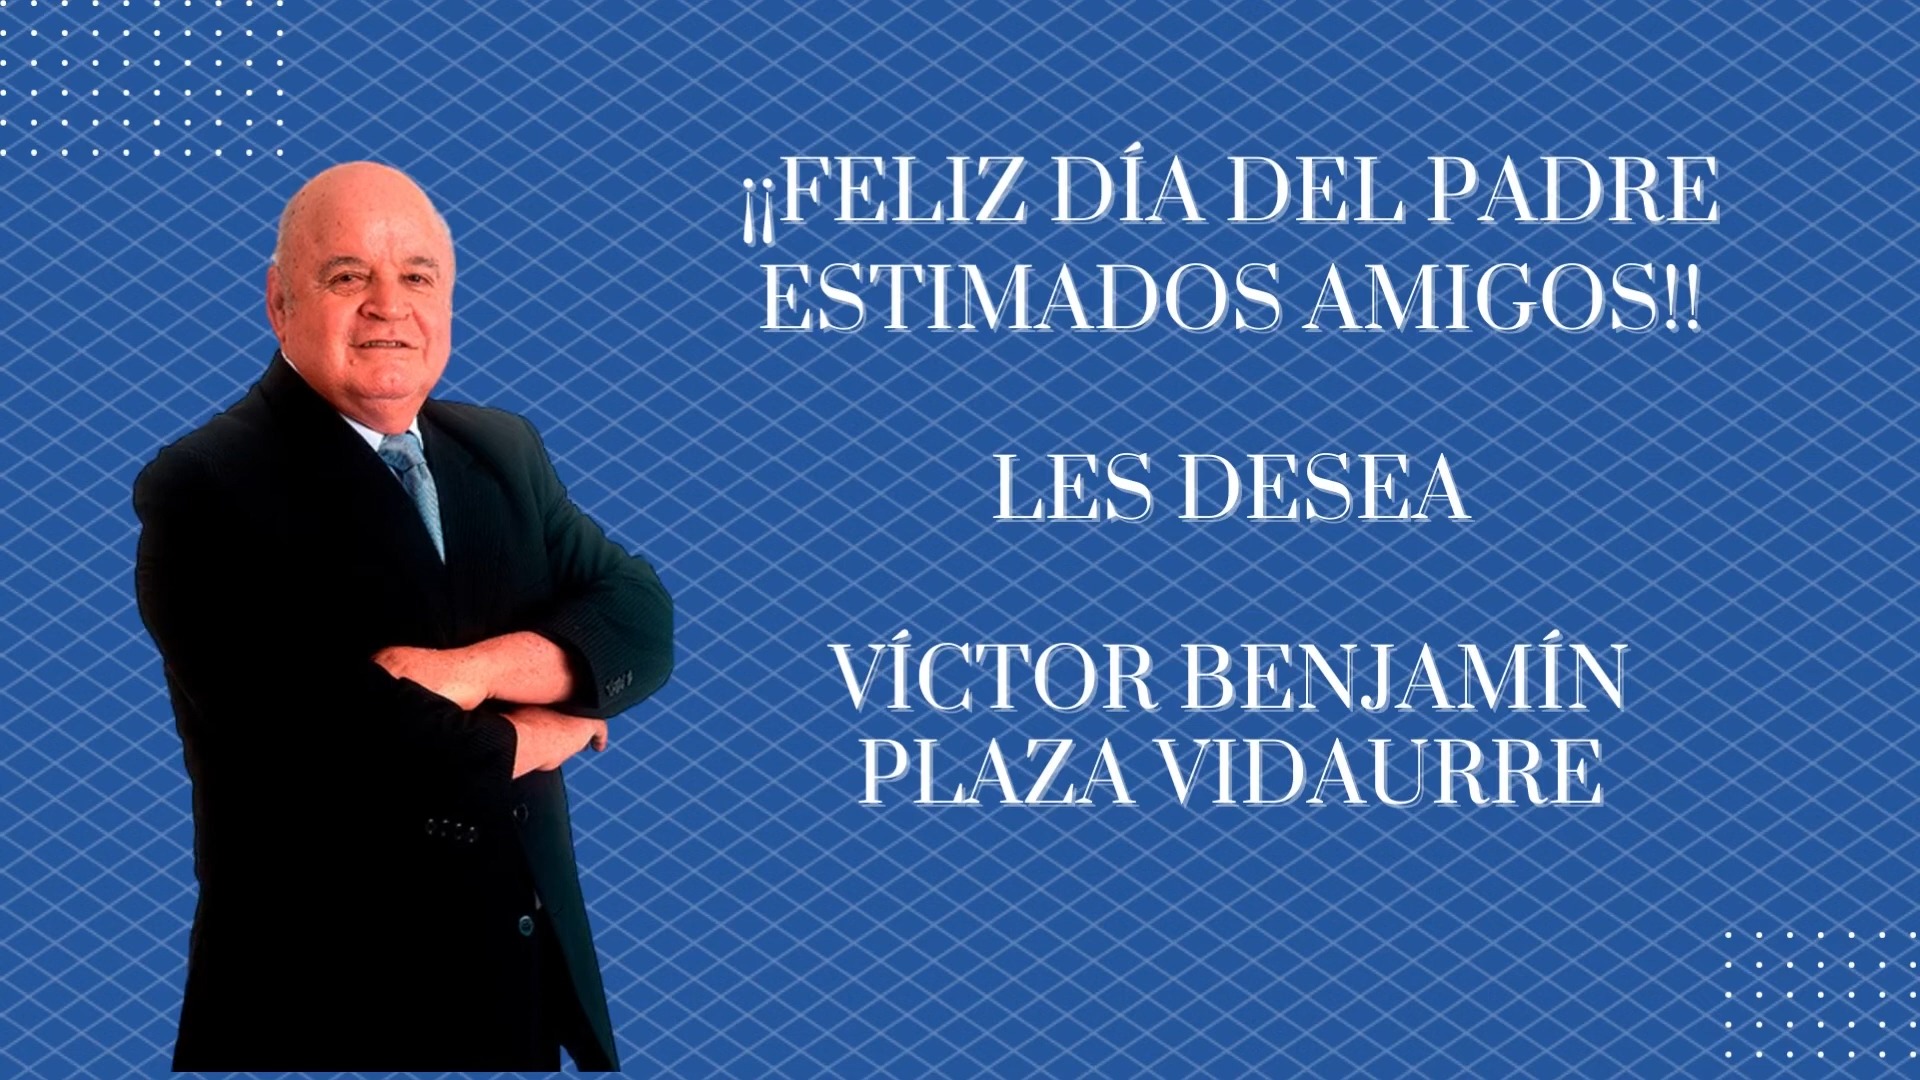 ¡¡FELIZ DÍA DEL PADRE
ESTIMADOS AMIGOS!!
LES DESEA
VÍCTOR BENJAMÍN
PLAZA VIDAURRE